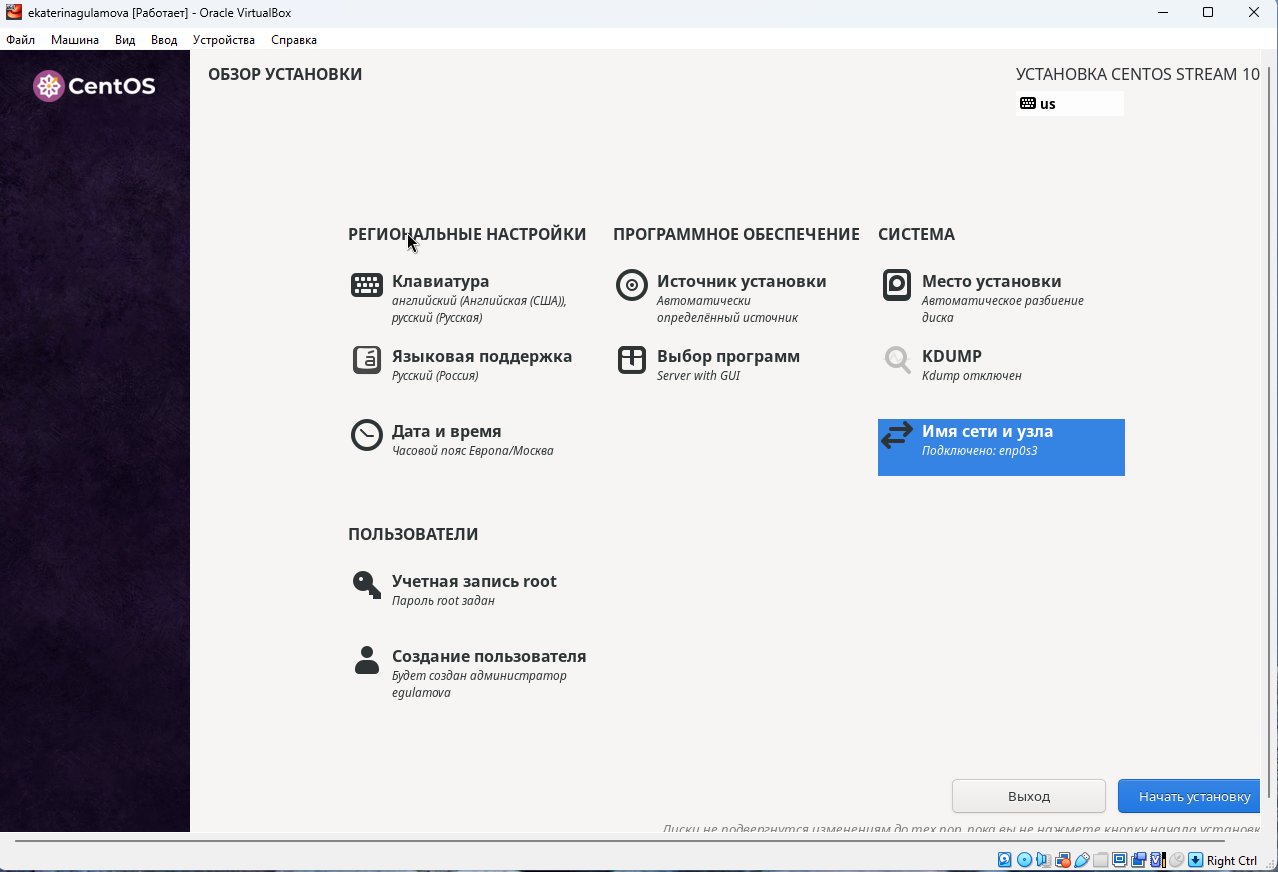 ekaterinagulamova [Работает] - Oracle VirtualBox
Файл Машина Вид Ввод Устройства Справка
CentOS
ОБЗОР УСТАНОВКИ
УСТАНОВКА CENTOS STREAM 10
us
РЕГИОНАЛЬНЫЕ НАСТРОЙКИ
Клавиатура
английский (Английская (США)),
русский (Русская)
Языковая поддержка
Русский (Россия)
Дата и время
Часовой пояс Европа/Москва
ПРОГРАММНОЕ ОБЕСПЕЧЕНИЕ
Источник установки
Автоматически
определённый источник
Выбор программ
Server with GUI
СИСТЕМА
Место установки
Автоматическое разбиение
диска
KDUMP
Kdump отключен
Имя сети и узла
Подключено: enp0s3
ПОЛЬЗОВАТЕЛИ
Учетная запись root
Пароль root задан
Создание пользователя
Будет создан администратор
egulamova
Выход
Начать установку
Диски не подвергнутся изменениям до тех пор, пока вы не нажмете кнопку начала установк
Right Ctrl